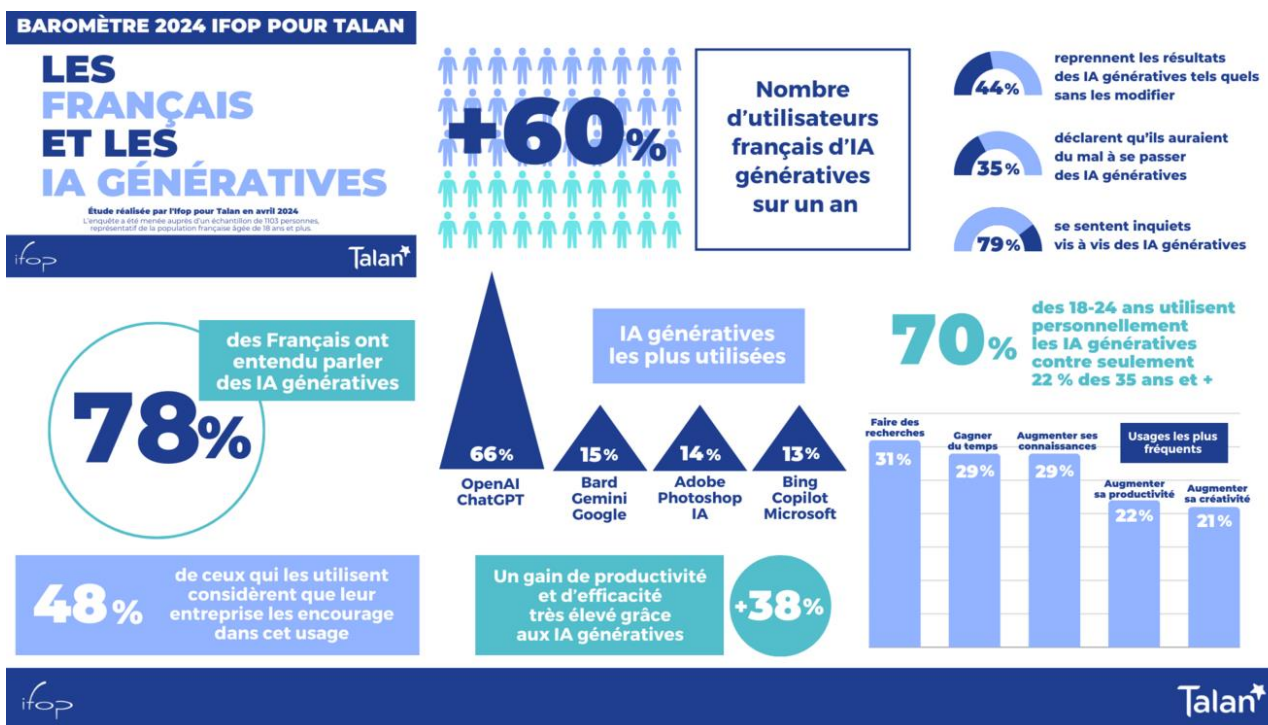 BAROMÈTRE 2024 IFOP POUR TALAN
LES
FRANÇAIS
ET LES
IA GÉNÉRATIVES
Étude réalisée par l'Ifop pour Talan en avril 2024
L'enquête a été menée auprès d'un échantillon de 1103 personnes,
représentatif de la population française âgée de 18 ans et plus.
ifop
Talan
+60%
Nombre
d'utilisateurs
français d'IA
génératives
sur un an
44%
reprennent les résultats
des IA génératives tels quels
sans les modifier
35%
déclarent qu'ils auraient
du mal à se passer
des IA génératives
79%
se sentent inquiets
vis à vis des IA génératives
78%
des Français ont
entendu parler
des IA génératives
IA génératives
les plus utilisées
66%
OpenAI
ChatGPT
15%
Bard
Gemini
Google
14%
Adobe
Photoshop
IA
13%
Bing
Copilot
Microsoft
70%
des 18-24 ans utilisent
personnellement
les IA génératives
contre seulement
22 % des 35 ans et +
Usages les plus
fréquents
Faire des
recherches
31%
Gagner
du temps
29%
Augmenter ses
connaissances
29%
Augmenter
sa productivité
22%
Augmenter
sa créativité
21%
48%
de ceux qui les utilisent
considèrent que leur
entreprise les encourage
dans cet usage
Un gain de productivité
et d'efficacité
très élevé grâce
aux IA génératives
+38%
ifop
Talan